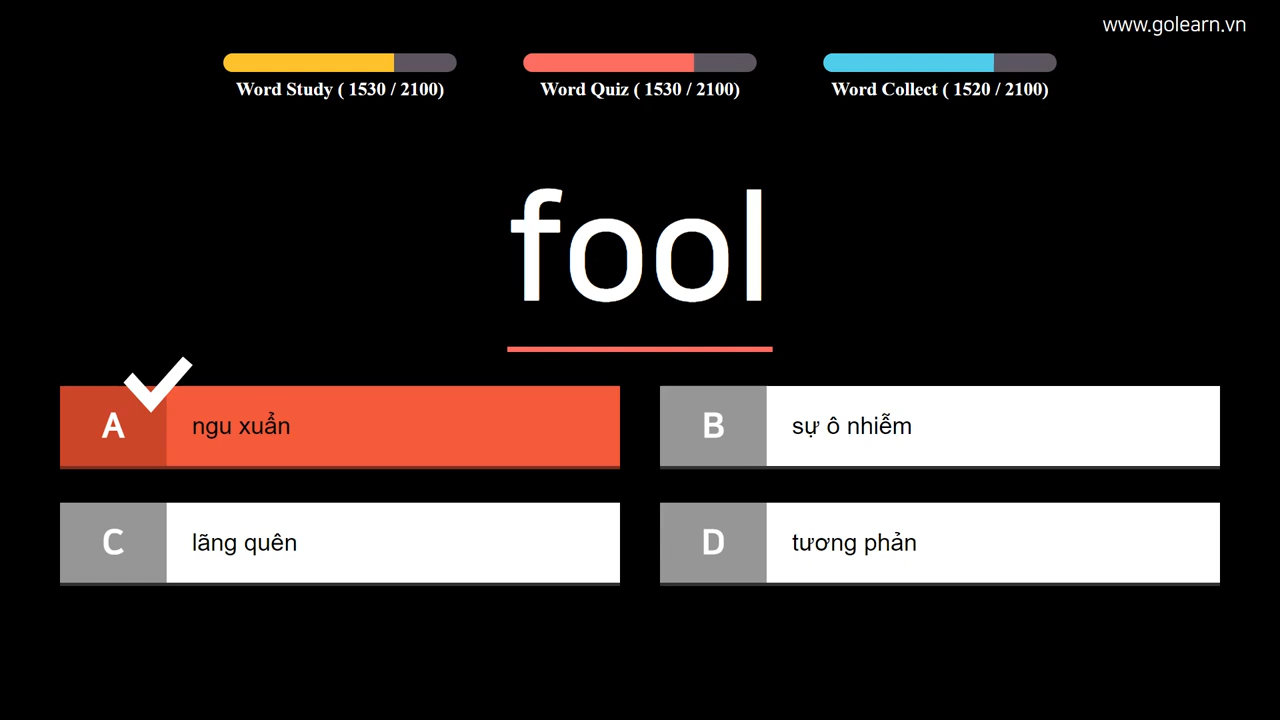 www.golearn.vn
Word Study ( 1530 / 2100)
Word Quiz ( 1530 / 2100)
Word Collect ( 1520 / 2100)
fool
A ngu xuẩn
B sự ô nhiễm
C lãng quên
D tương phản